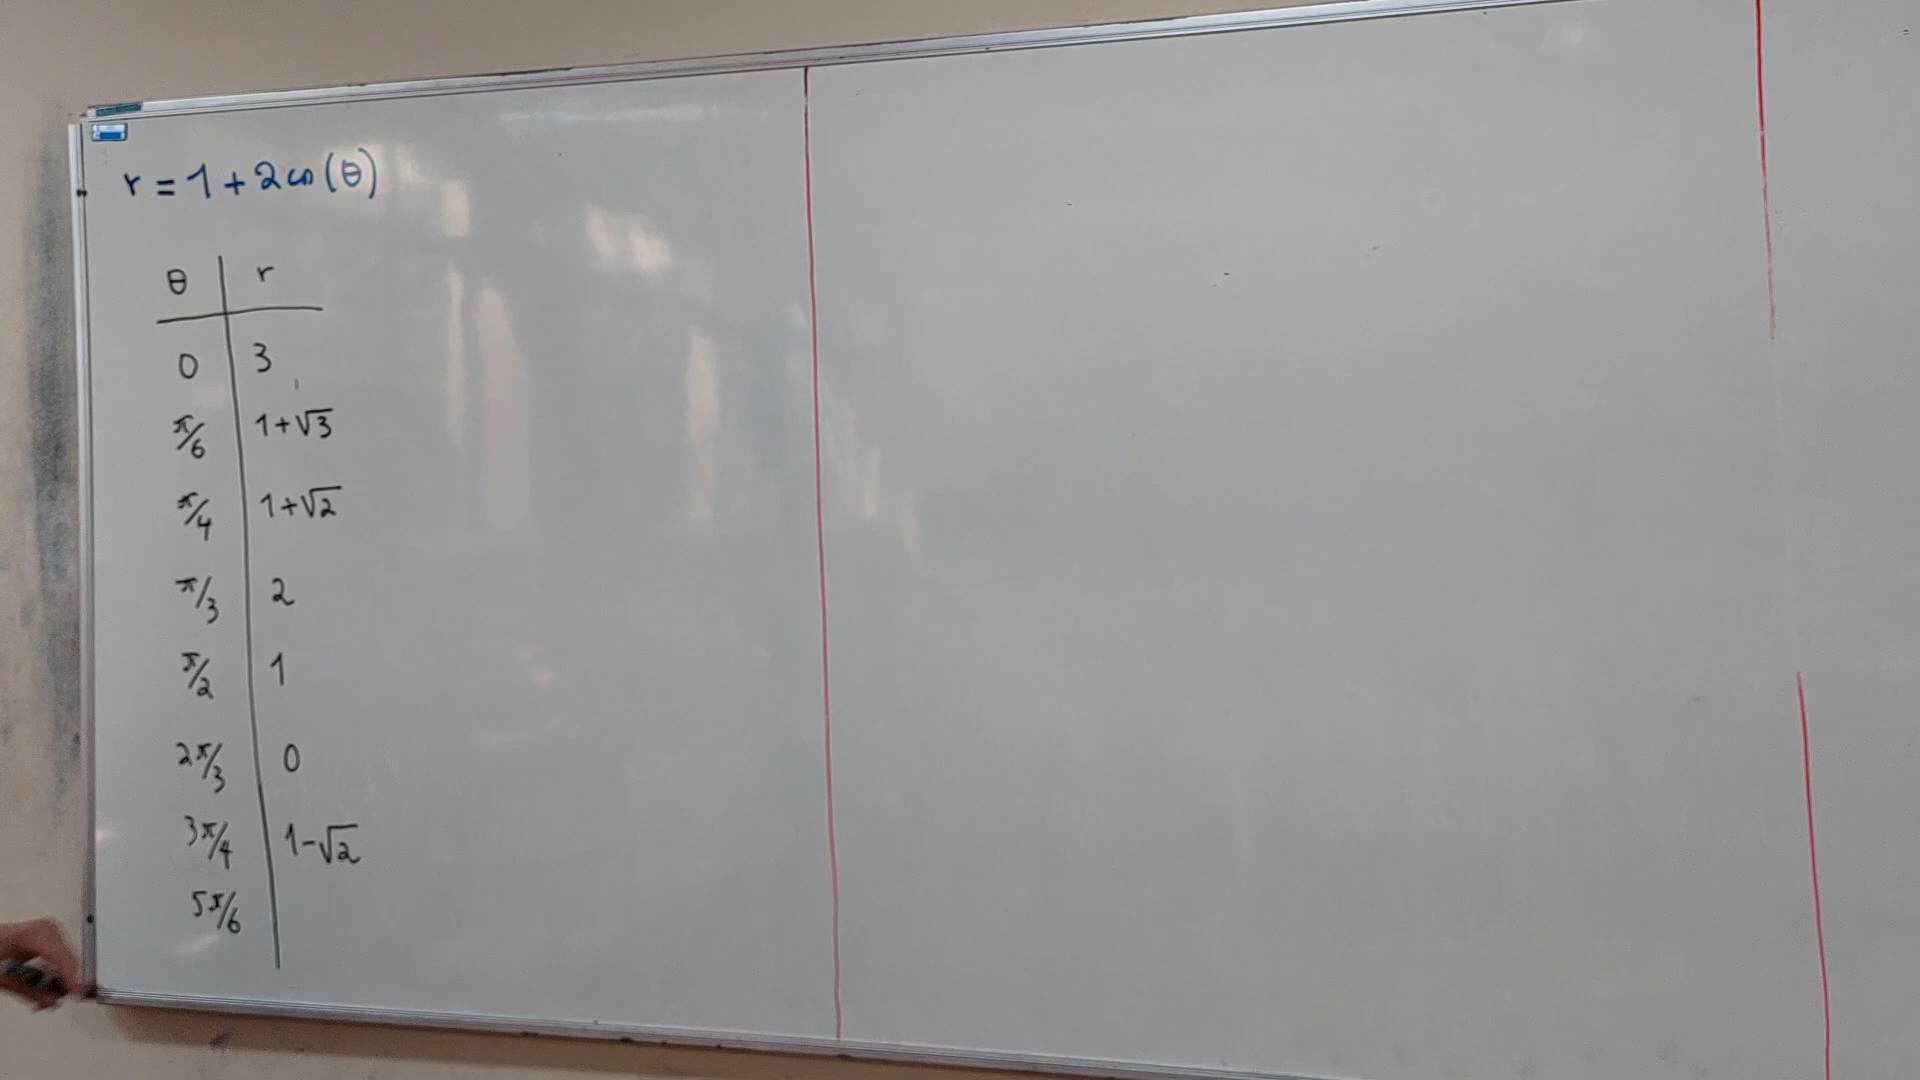 r = 1 + 2 cos(θ)
θ | r
0 | 3
π/6 | 1+√3
π/4 | 1+√2
π/3 | 2
π/2 | 1
2π/3 | 0
3π/4 | 1-√2
5π/6 |